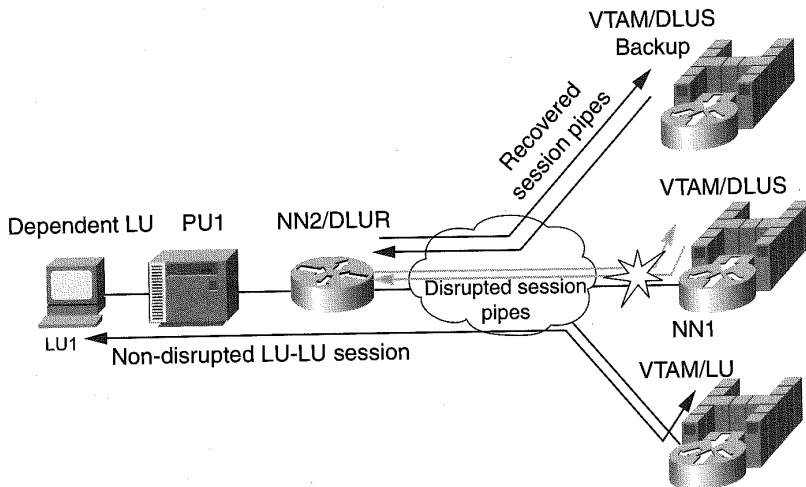 VTAM/DLUS
Backup
Recovered
session pipes
VTAM/DLUS
Dependent LU
PU1
NN2/DLUR
Disrupted session
pipes
NN1
LU1
Non-disrupted LU-LU session
VTAM/LU